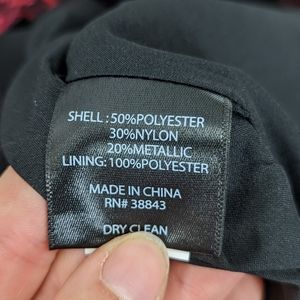 SHELL : 50%POLYESTER
30%NYLON
20%METALLIC
LINING: 100%POLYESTER
MADE IN CHINA
RN# 38843
DRY CLEAN